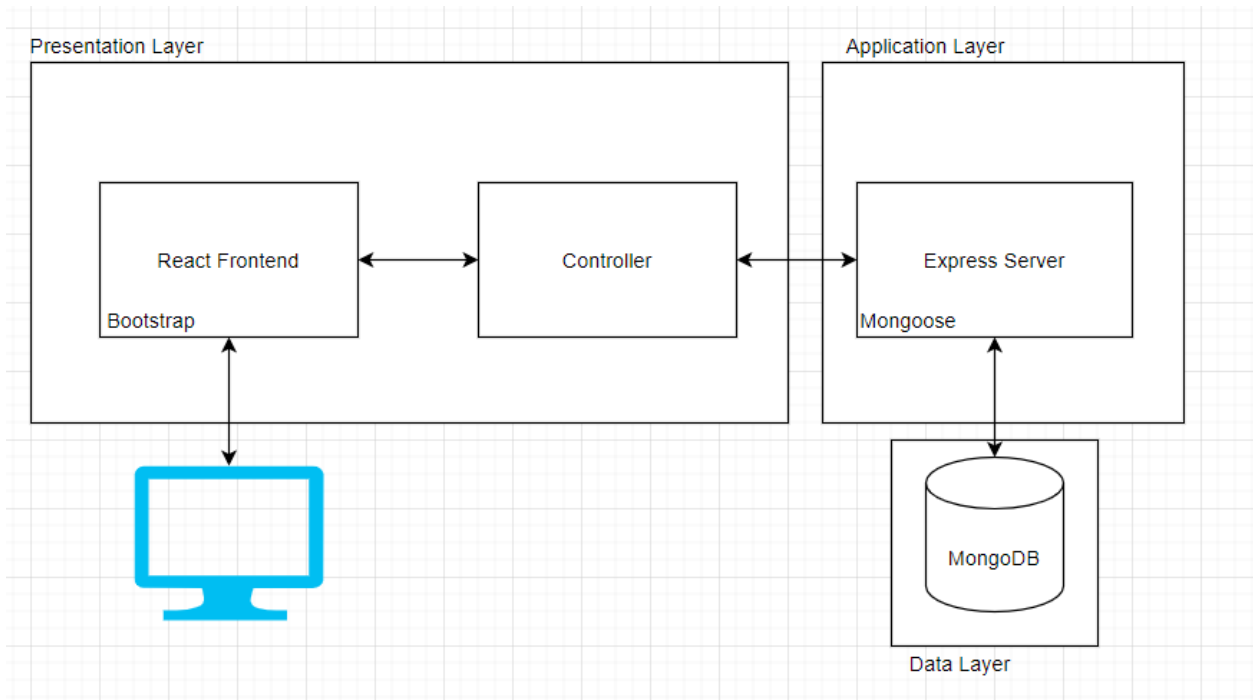 Presentation Layer
Application Layer
React Frontend
Controller
Express Server
Bootstrap
Mongoose
MongoDB
Data Layer